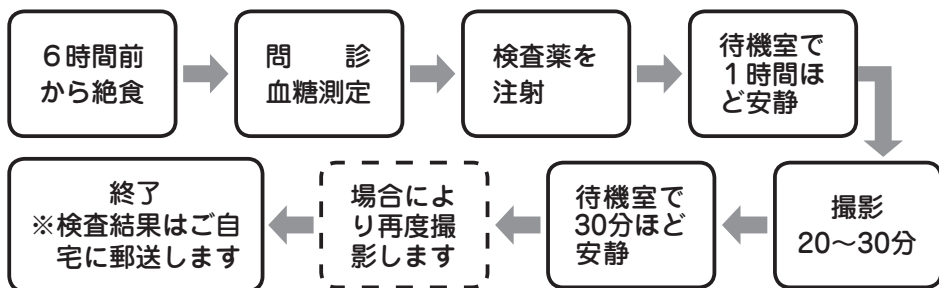 ６時間前
から絶食
問　　診
血糖測定
検査薬を
注射
待機室で
１時間ほ
ど安静
撮影
20～30分
待機室で
30分ほど
安静
場合によ
り再度撮
影します
終了
※検査結果はご自
宅に郵送します